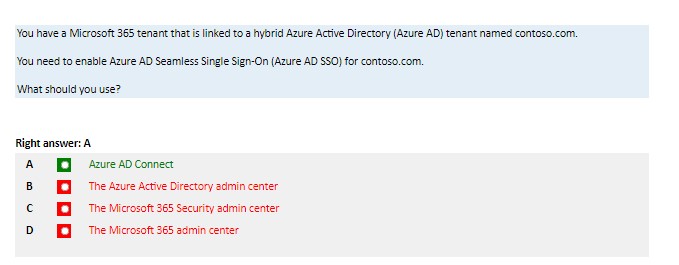 You have a Microsoft 365 tenant that is linked to a hybrid Azure Active Directory (Azure AD) tenant named contoso.com.
You need to enable Azure AD Seamless Single Sign-On (Azure AD SSO) for contoso.com.
What should you use?
Right answer: A
A Azure AD Connect
B The Azure Active Directory admin center
C The Microsoft 365 Security admin center
D The Microsoft 365 admin center